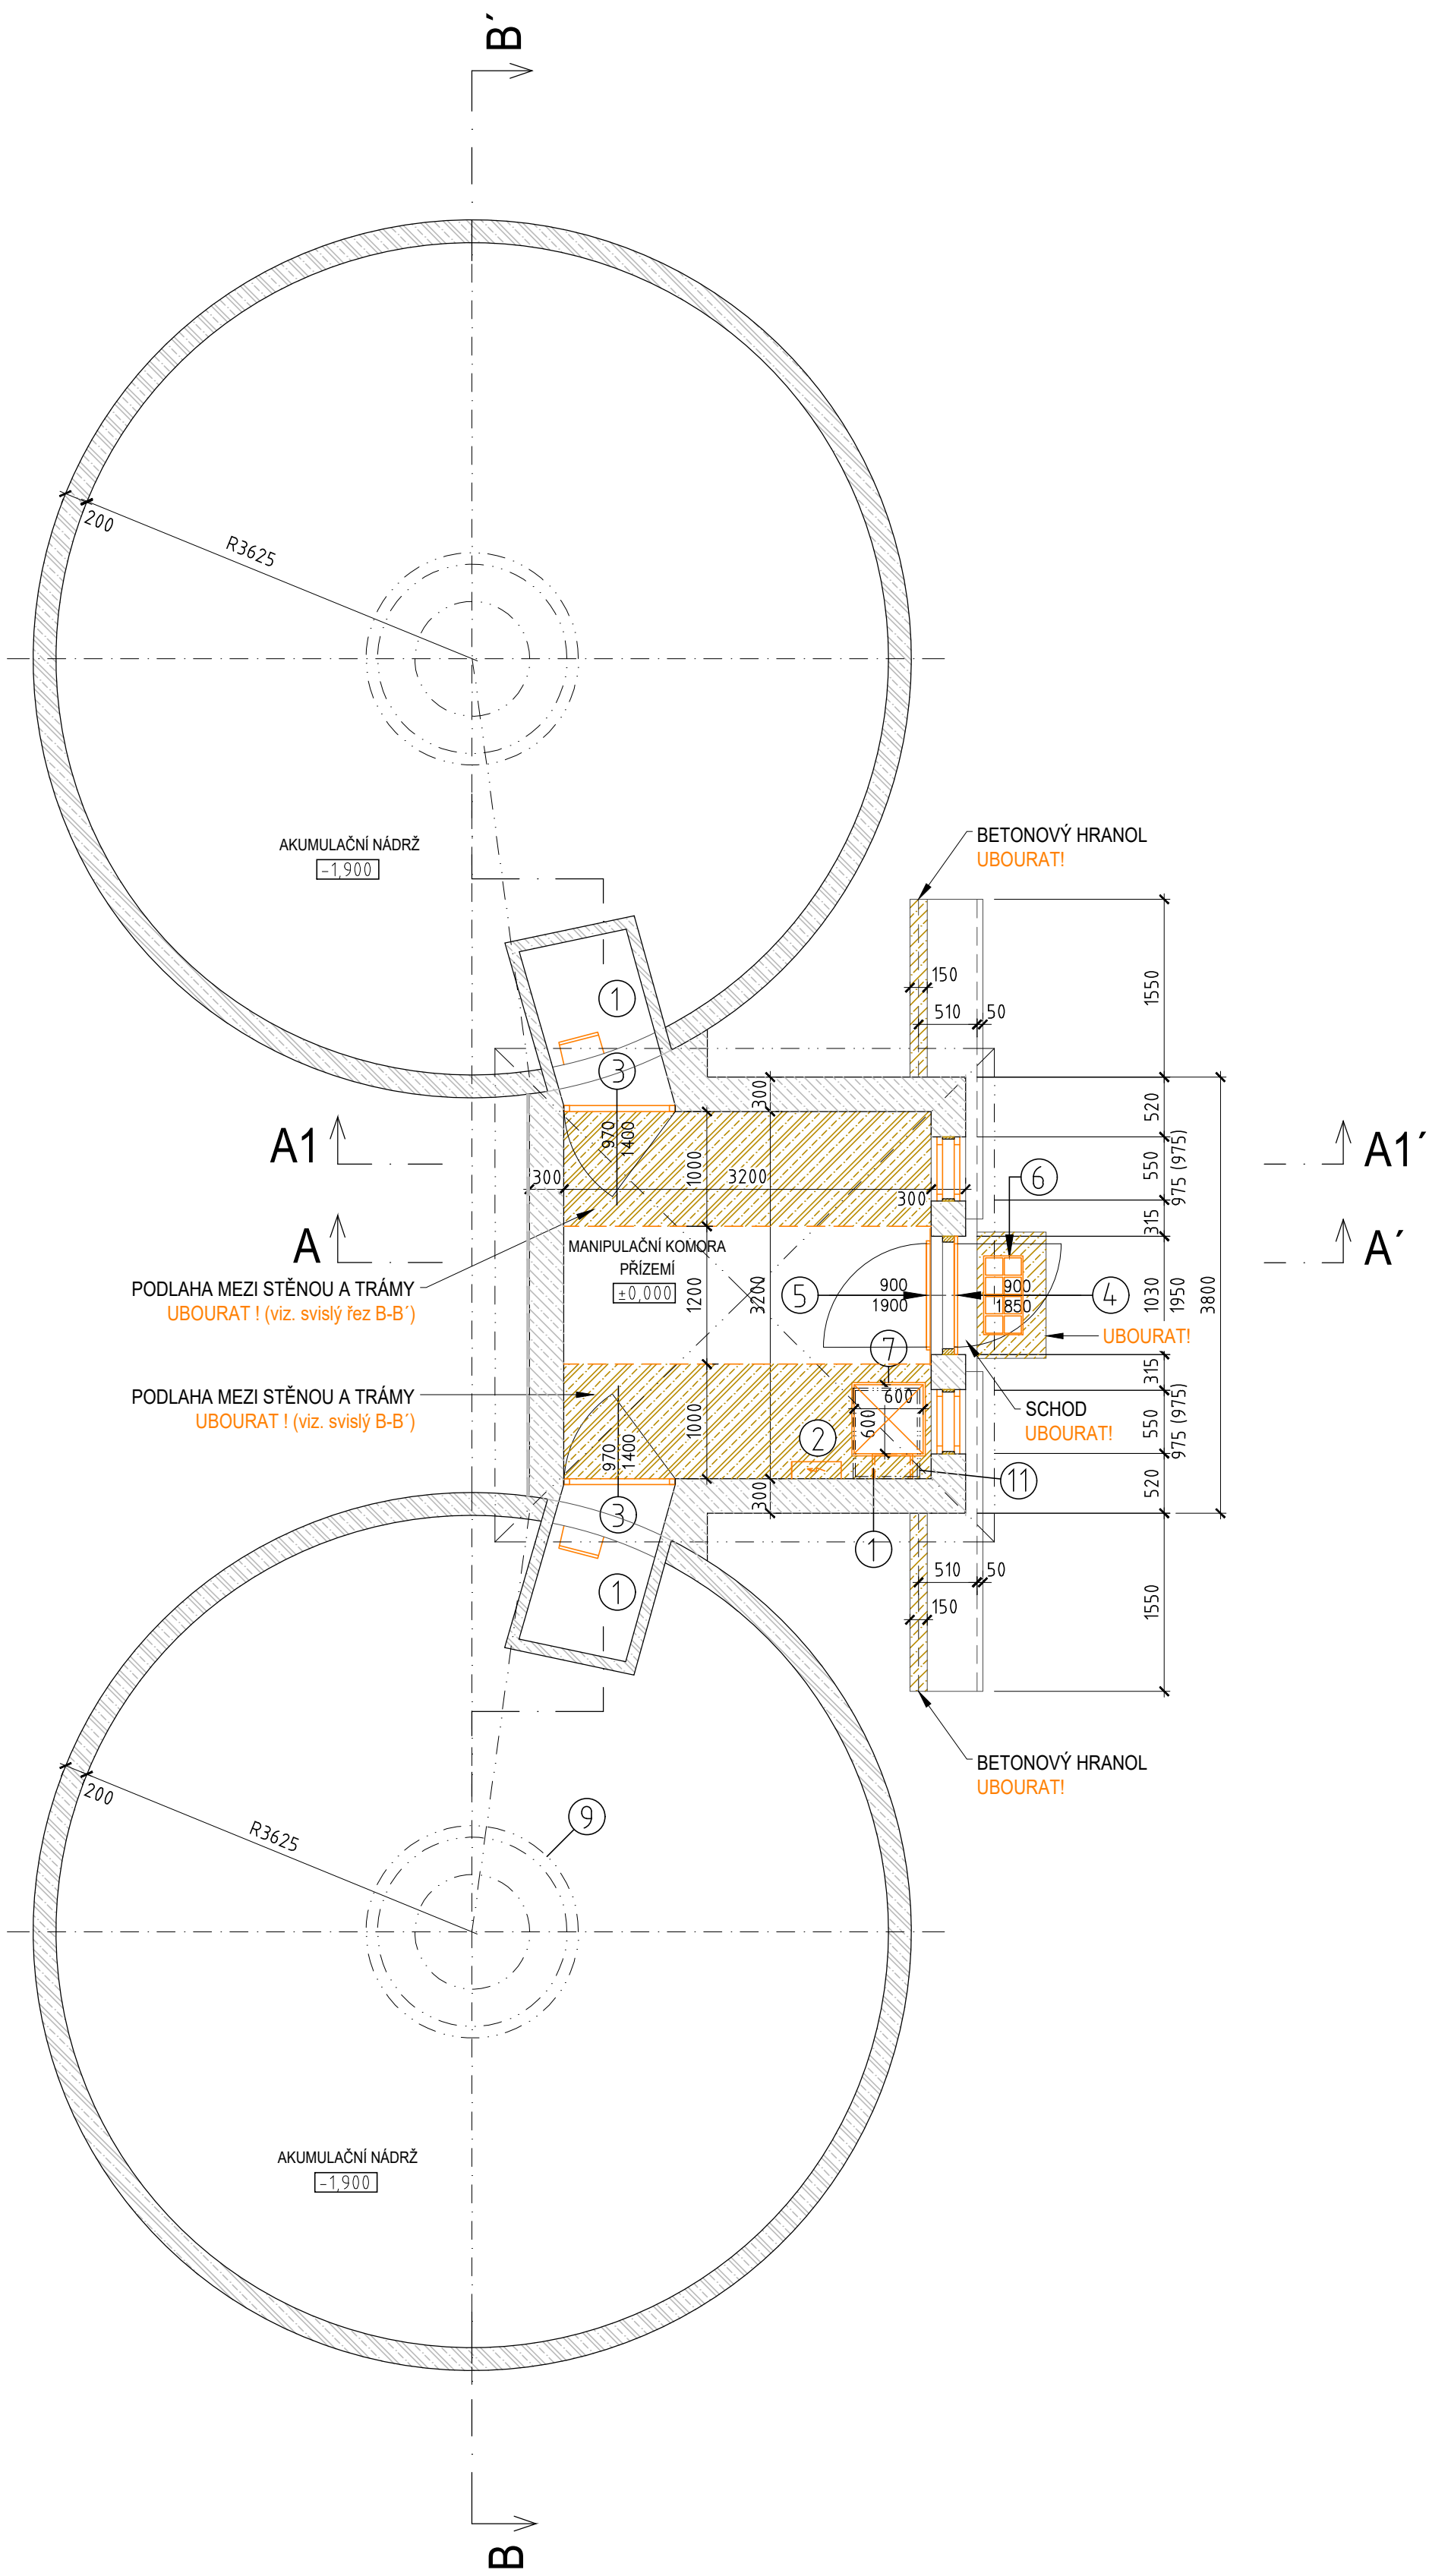 B´
200
R3625
AKUMULAČNÍ NÁDRŽ
-1,900
BETONOVÝ HRANOL
UBOURAT!
150
510
50
1550
1
3
970
1400
300
1000
3200
300
300
520
550
975 (975)
315
A1
A1´
A
A´
6
PODLAHA MEZI STĚNOU A TRÁMY
UBOURAT ! (viz. svislý řez B-B´)
MANIPULAČNÍ KOMORA
PŘÍZEMÍ
±0,000
1200
3200
5
900
1900
900
1850
4
1030
1950
3800
UBOURAT!
7
PODLAHA MEZI STĚNOU A TRÁMY
UBOURAT ! (viz. svislý řez B-B´)
970
1400
1000
2
600
600
SCHOD
UBOURAT!
315
550
975 (975)
520
11
300
3
1
1
510
50
150
1550
BETONOVÝ HRANOL
UBOURAT!
200
R3625
9
AKUMULAČNÍ NÁDRŽ
-1,900
B